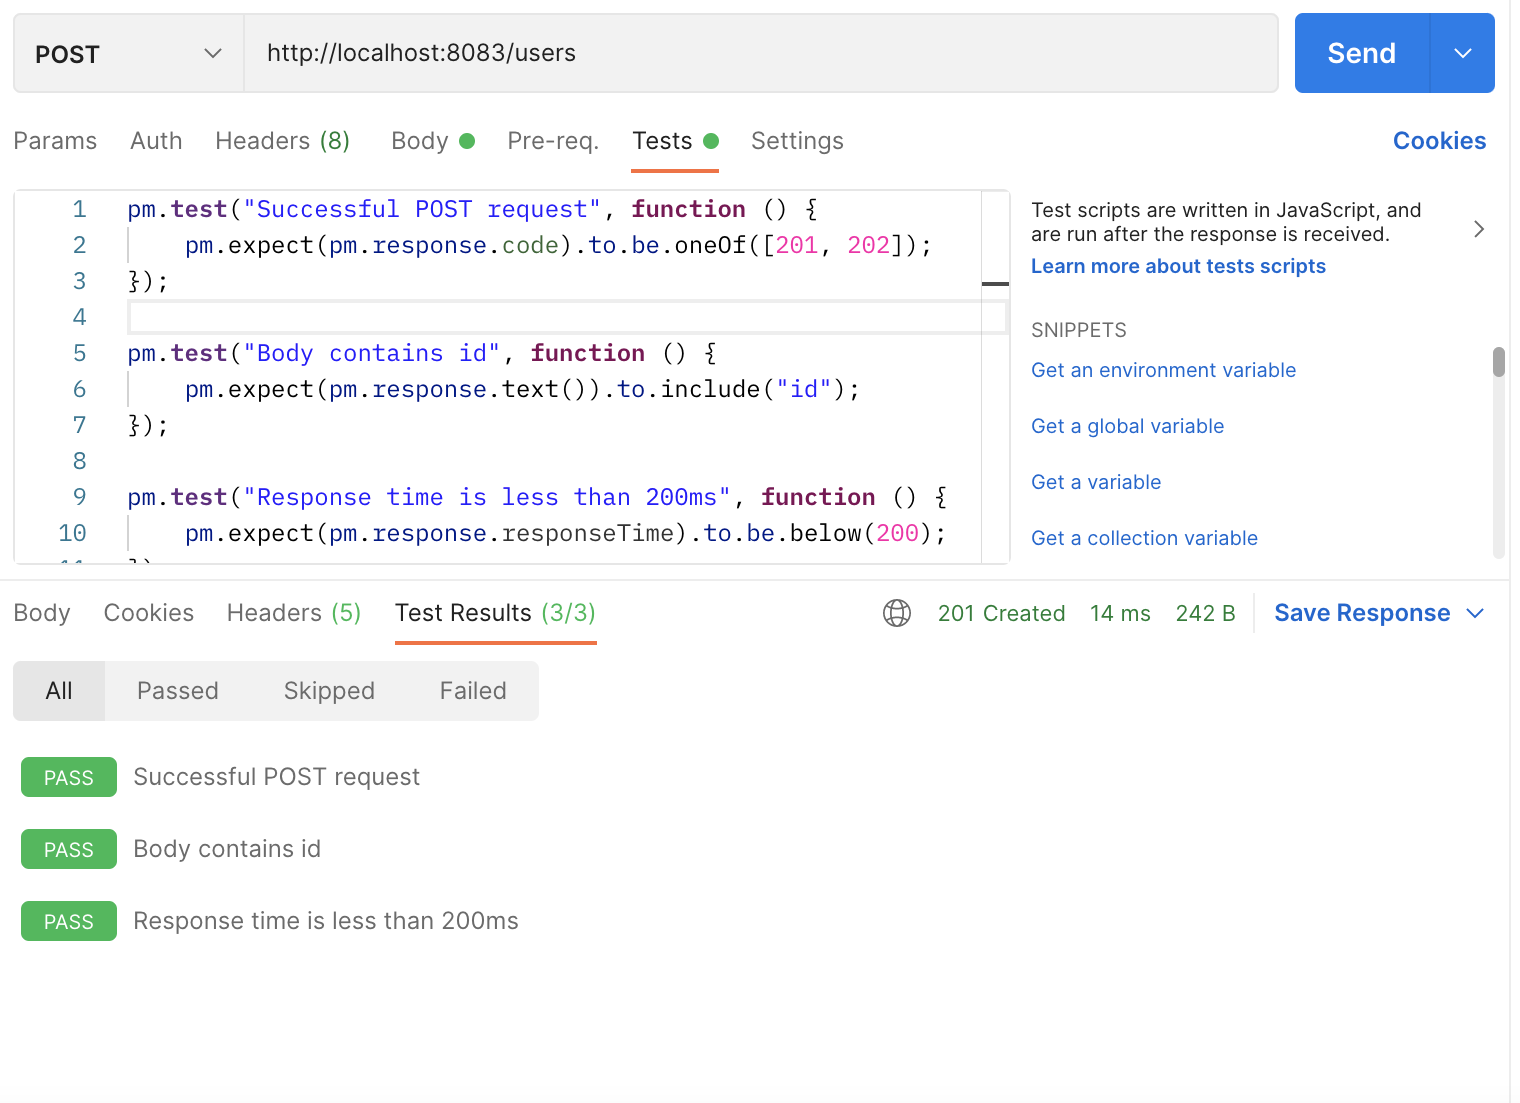 POST
http://localhost:8083/users
Send
Params Auth Headers (8) Body Pre-req. Tests Settings Cookies
1 pm.test("Successful POST request", function () {
2 pm.expect(pm.response.code).to.be.oneOf([201, 202]);
3 });
4
5 pm.test("Body contains id", function () {
6 pm.expect(pm.response.text()).to.include("id");
7 });
8
9 pm.test("Response time is less than 200ms", function () {
10 pm.expect(pm.response.responseTime).to.be.below(200);
Test scripts are written in JavaScript, and
are run after the response is received.
Learn more about tests scripts
SNIPPETS
Get an environment variable
Get a global variable
Get a variable
Get a collection variable
Body Cookies Headers (5) Test Results (3/3) 201 Created 14 ms 242 B Save Response
All Passed Skipped Failed
PASS Successful POST request
PASS Body contains id
PASS Response time is less than 200ms